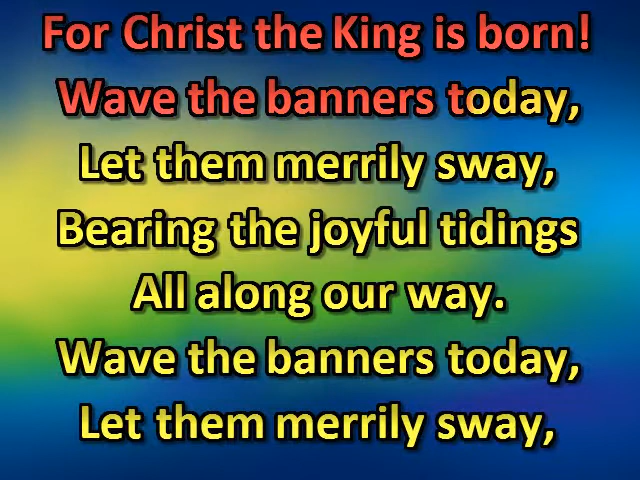 For Christ the King is born!
Wave the banners today,
Let them merrily sway,
Bearing the joyful tidings
All along our way.
Wave the banners today,
Let them merrily sway,